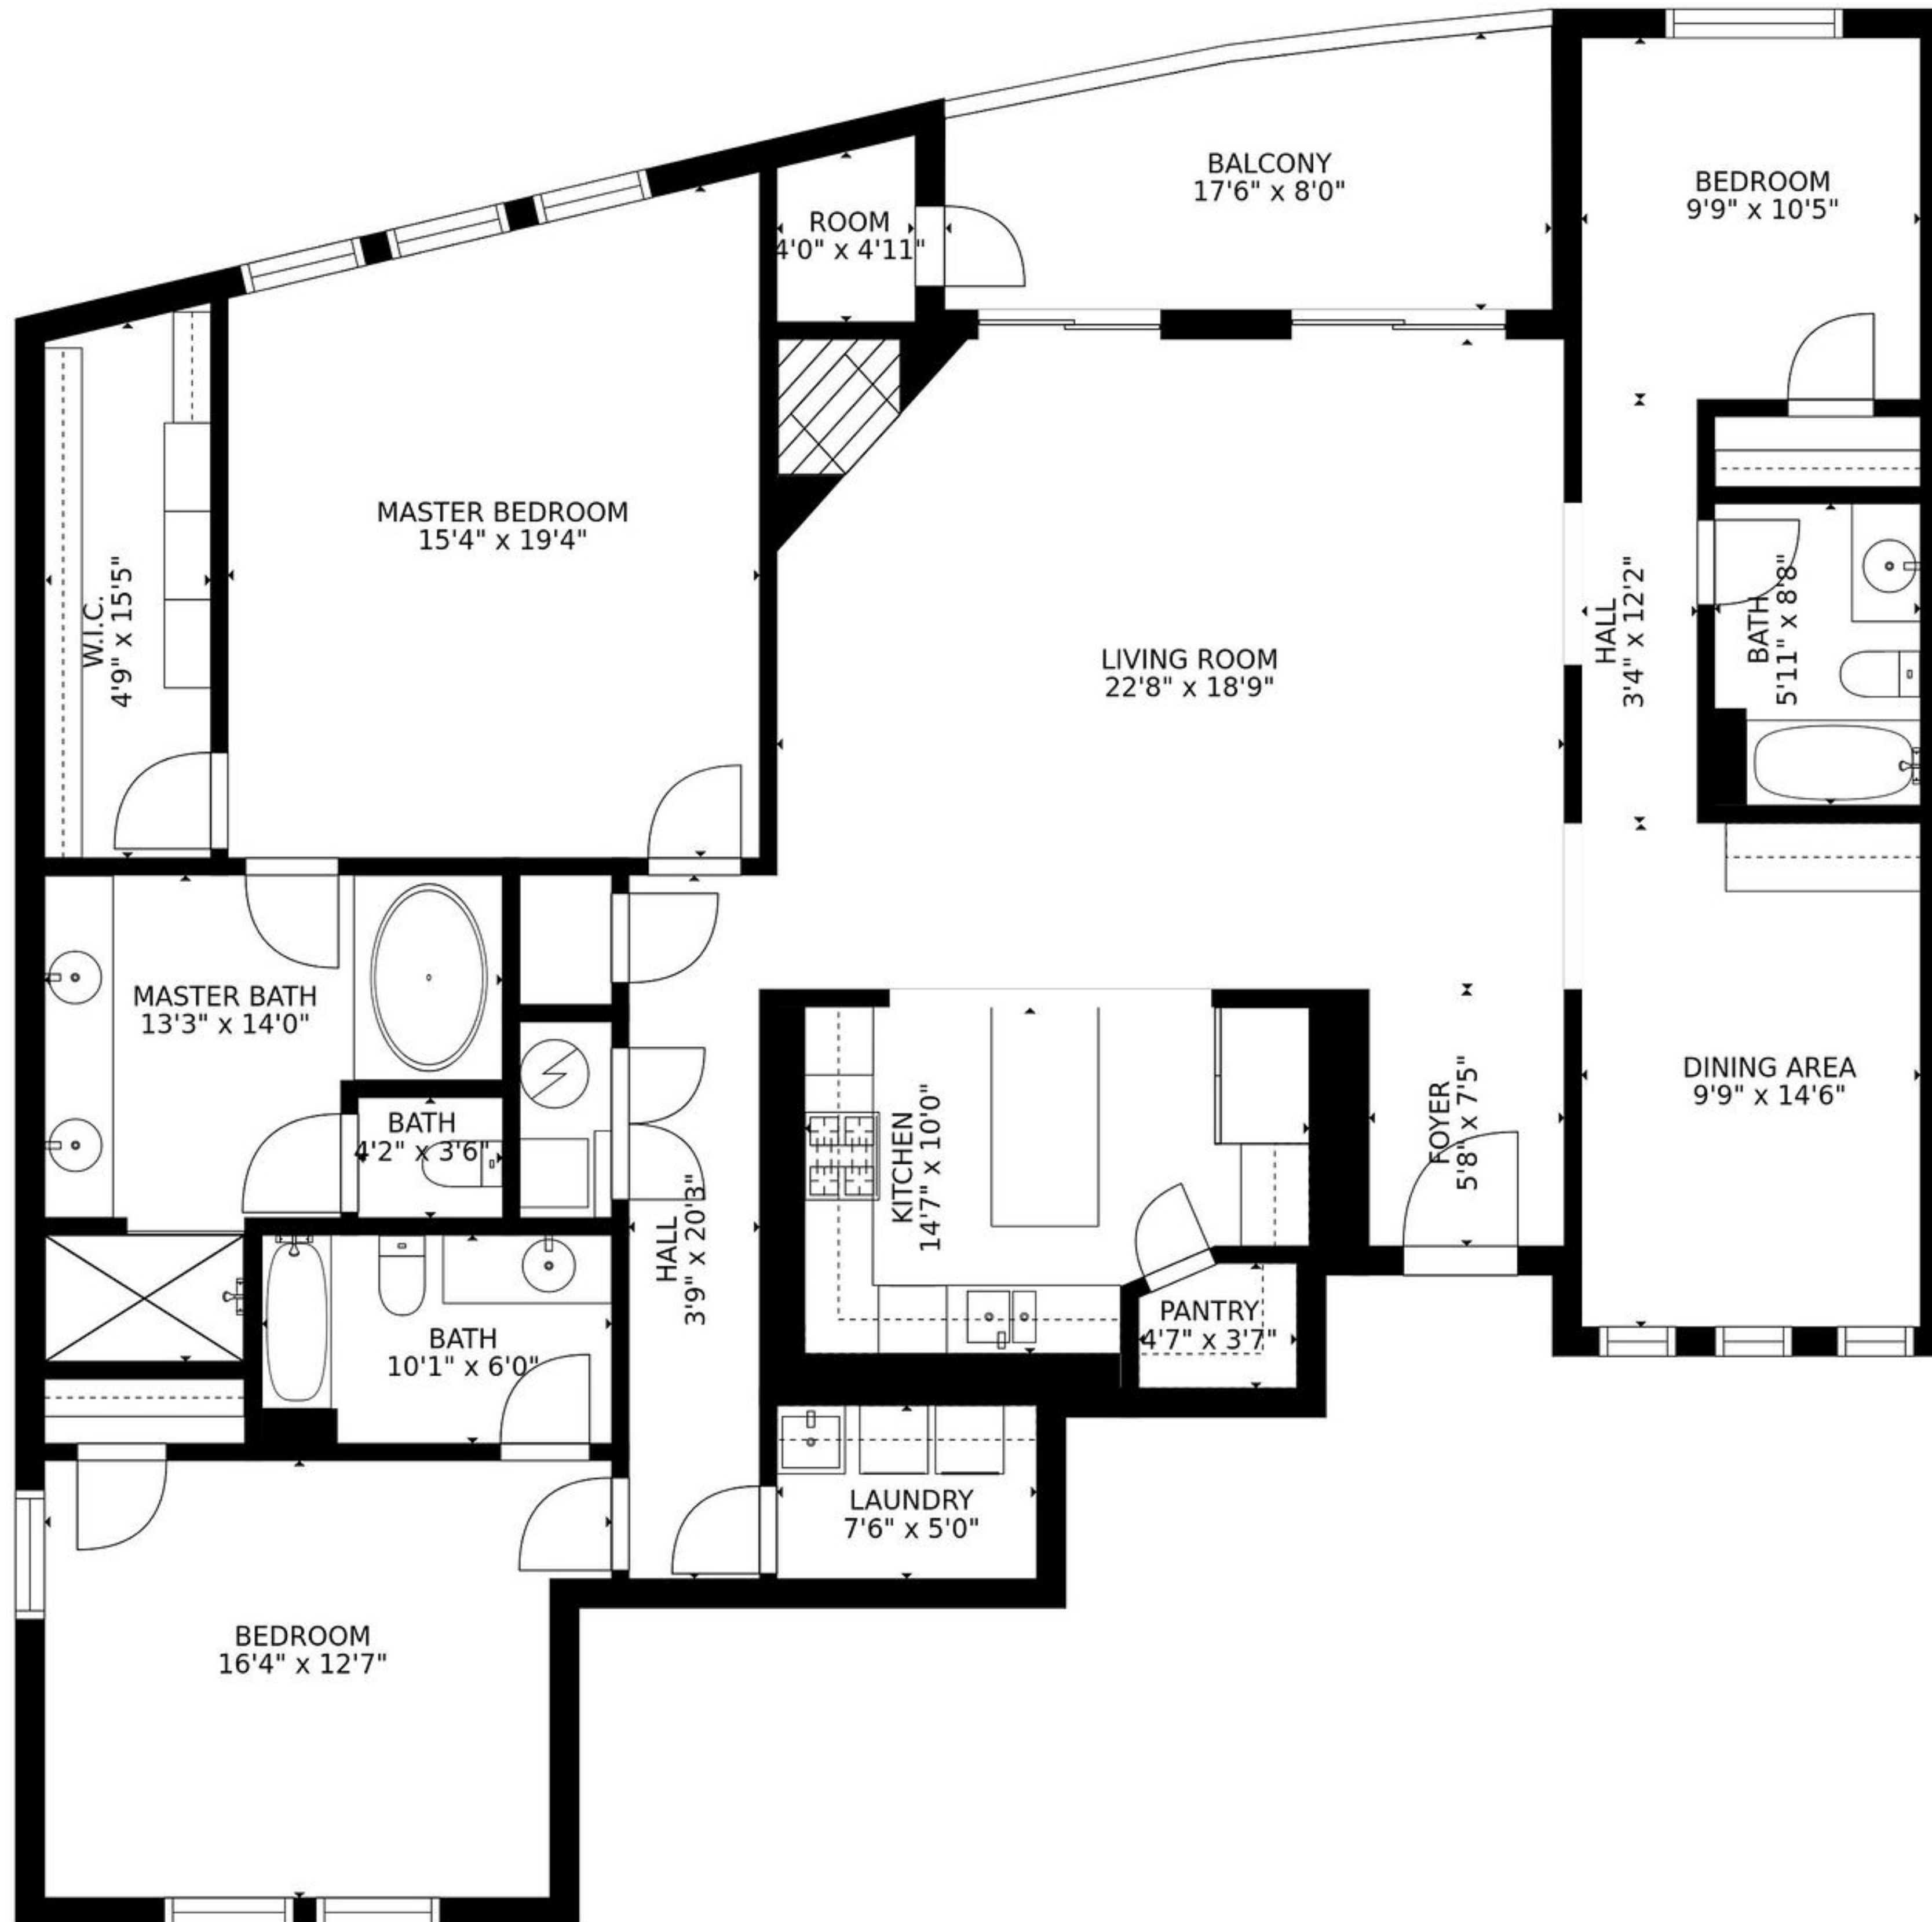 BALCONY
17'6" x 8'0"
BEDROOM
9'9" x 10'5"
ROOM
4'0" x 4'11"
MASTER BEDROOM
15'4" x 19'4"
W.I.C.
4'9" x 15'5"
LIVING ROOM
22'8" x 18'9"
HALL
3'4" x 12'2"
BATH
5'11" x 8'8"
MASTER BATH
13'3" x 14'0"
BATH
4'2" x 3'6"
HALL
3'9" x 20'3"
KITCHEN
14'7" x 10'0"
FOYER
5'8" x 7'5"
DINING AREA
9'9" x 14'6"
PANTRY
4'7" x 3'7"
BATH
10'1" x 6'0"
LAUNDRY
7'6" x 5'0"
BEDROOM
16'4" x 12'7"